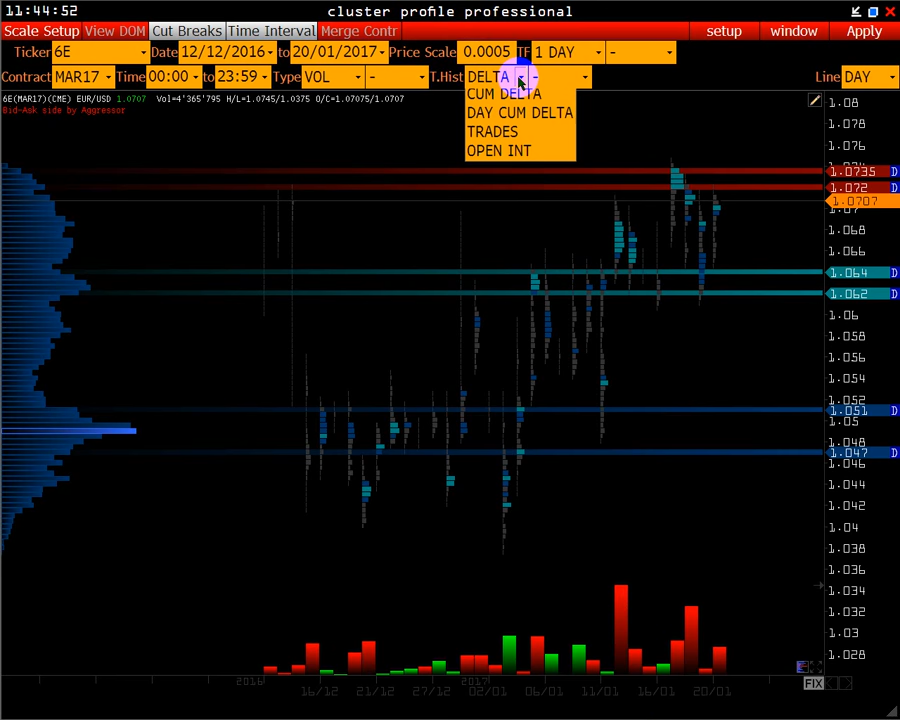 11:44:52 cluster profile professional
Scale Setup View DOM Cut Breaks Time Interval Merge Contr setup window Apply
Ticker 6E Date 12/12/2016 to 20/01/2017 Price Scale 0.0005 TF 1 DAY -
Contract MAR17 Time 00:00 to 23:59 Type VOL - T.Hist DELTA - Line DAY
CUM DELTA
DAY CUM DELTA
TRADES
OPEN INT
6E(MAR17)(CME) EUR/USD 1.0707 Vol=4'365'795 H/L=1.0745/1.0375 O/C=1.07075/1.0707
Bid-Ask side by Aggressor
1.08
1.078
1.076
1.0735 D
1.072 D
1.0707
1.068
1.066
1.064 D
1.062 D
1.06
1.058
1.056
1.054
1.052
1.051 D
1.05
1.048
1.047 D
1.046
1.044
1.042
1.04
1.038
1.036
1.034
1.032
1.03
1.028
2016 2017
16/12 21/12 27/12 02/01 06/01 11/01 16/01 20/01
FIX